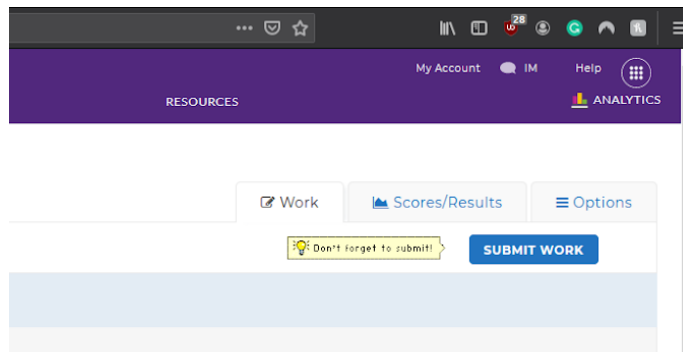 28
My Account IM Help
RESOURCES
ANALYTICS
Work Scores/Results Options
Don't forget to submit!
SUBMIT WORK